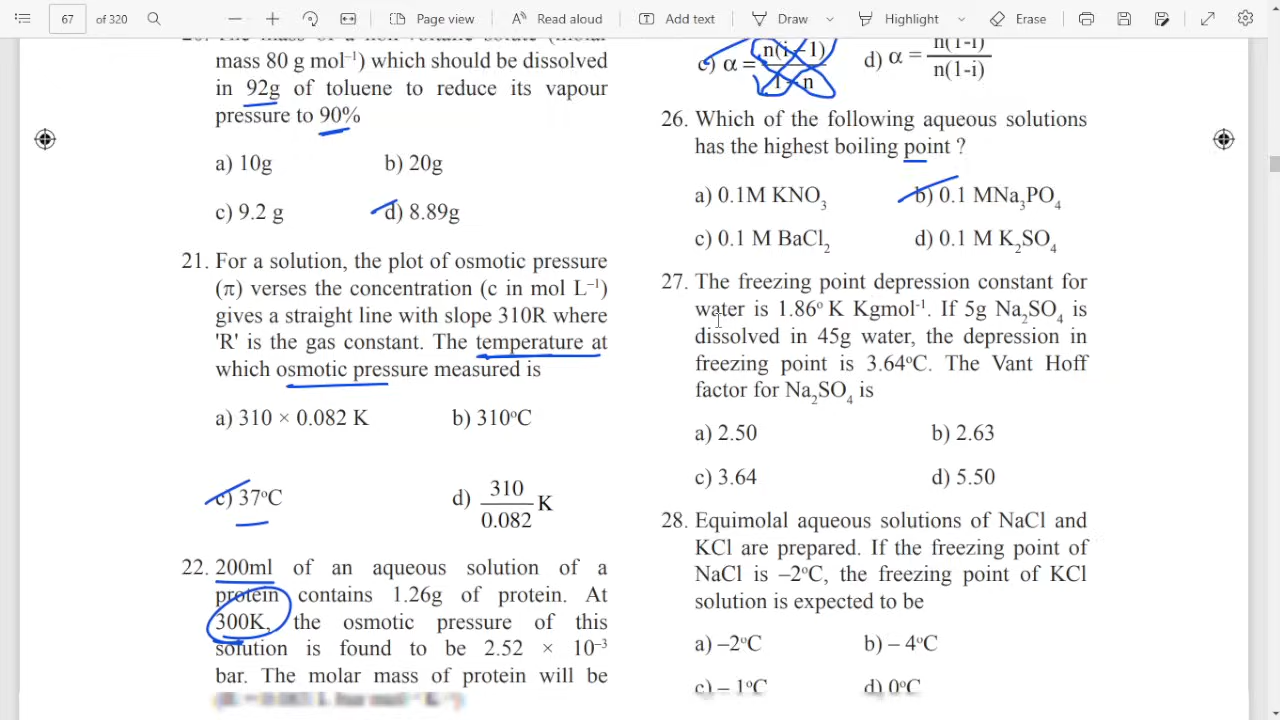 67 of 320 Page view Read aloud Add text Draw Highlight Erase
mass 80 g mol⁻¹) which should be dissolved
in 92g of toluene to reduce its vapour
pressure to 90%
a) 10g b) 20g
c) 9.2 g d) 8.89g
21. For a solution, the plot of osmotic pressure
(π) verses the concentration (c in mol L⁻¹)
gives a straight line with slope 310R where
'R' is the gas constant. The temperature at
which osmotic pressure measured is
a) 310 × 0.082 K b) 310°C
c) 37°C d) 310/0.082 K
22. 200ml of an aqueous solution of a
protein contains 1.26g of protein. At
300K, the osmotic pressure of this
solution is found to be 2.52 × 10⁻³
bar. The molar mass of protein will be
c) α = n(i – 1) d) α = n(1-i)/n(1-i)
26. Which of the following aqueous solutions
has the highest boiling point ?
a) 0.1M KNO₃ b) 0.1 MNa₃PO₄
c) 0.1 M BaCl₂ d) 0.1 M K₂SO₄
27. The freezing point depression constant for
water is 1.86° K Kgmol⁻¹. If 5g Na₂SO₄ is
dissolved in 45g water, the depression in
freezing point is 3.64°C. The Vant Hoff
factor for Na₂SO₄ is
a) 2.50 b) 2.63
c) 3.64 d) 5.50
28. Equimolal aqueous solutions of NaCl and
KCl are prepared. If the freezing point of
NaCl is –2°C, the freezing point of KCl
solution is expected to be
a) –2°C b) – 4°C
c) – 1°C d) 0°C